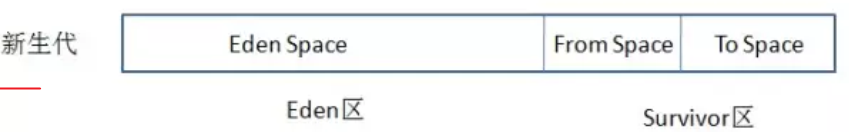 新生代 Eden Space From Space To Space
Eden区 Survivor区